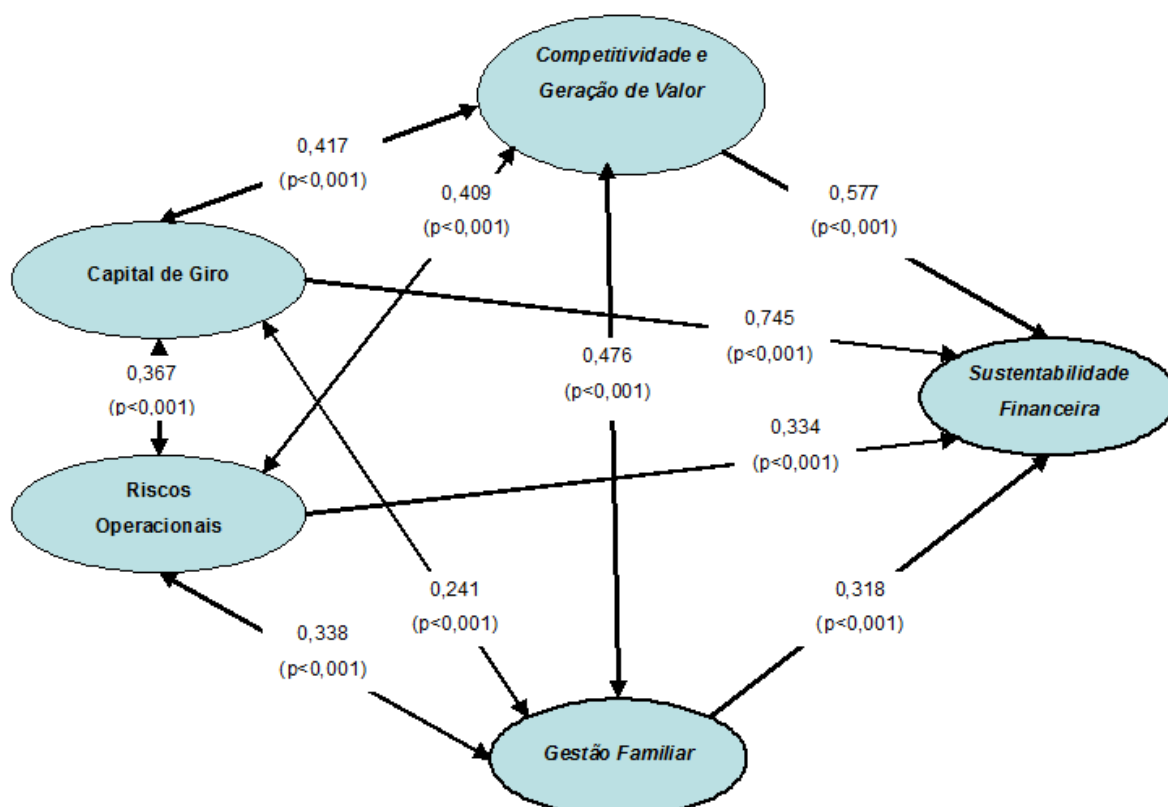 Competitividade e
Geração de Valor
0,417
(p<0,001)
0,409
(p<0,001)
0,577
(p<0,001)
Capital de Giro
0,745
(p<0,001)
0,367
(p<0,001)
0,476
(p<0,001)
Sustentabilidade
Financeira
0,334
(p<0,001)
Riscos
Operacionais
0,241
(p<0,001)
0,318
(p<0,001)
0,338
(p<0,001)
Gestão Familiar